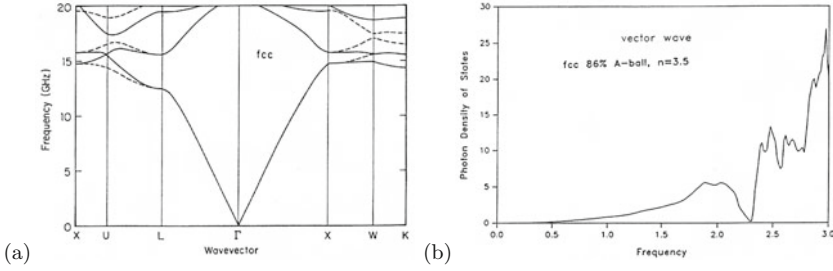 20
15
10
5
0
Frequency (GHz)
fcc
X U L Γ X W K
Wavevector
(a)
30
25
20
15
10
5
0
Photon Density of States
vector wave
fcc 86% A-ball, n=3.5
0.0 0.5 1.0 1.5 2.0 2.5 3.0
Frequency
(b)